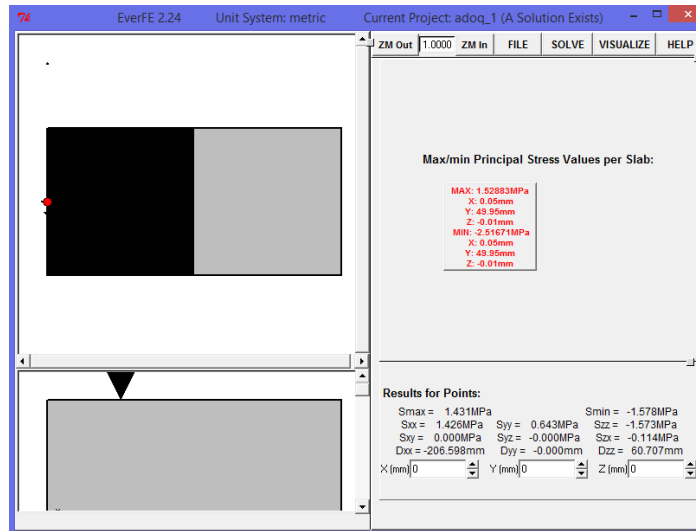 EverFE 2.24 Unit System: metric Current Project: adoq_1 (A Solution Exists)
ZM Out 1.0000 ZM In FILE SOLVE VISUALIZE HELP
Max/min Principal Stress Values per Slab:
MAX: 1.52883MPa
X: 0.05mm
Y: 49.95mm
Z: -0.01mm
MIN: -2.51671MPa
X: 0.05mm
Y: 49.95mm
Z: -0.01mm
Results for Points:
Smax = 1.431MPa Smin = -1.578MPa
Sxx = 1.426MPa Syy = 0.643MPa Szz = -1.573MPa
Sxy = 0.000MPa Syz = -0.000MPa Szx = -0.114MPa
Dxx = -206.598mm Dyy = -0.000mm Dzz = 60.707mm
X (mm) 0 Y (mm) 0 Z (mm) 0